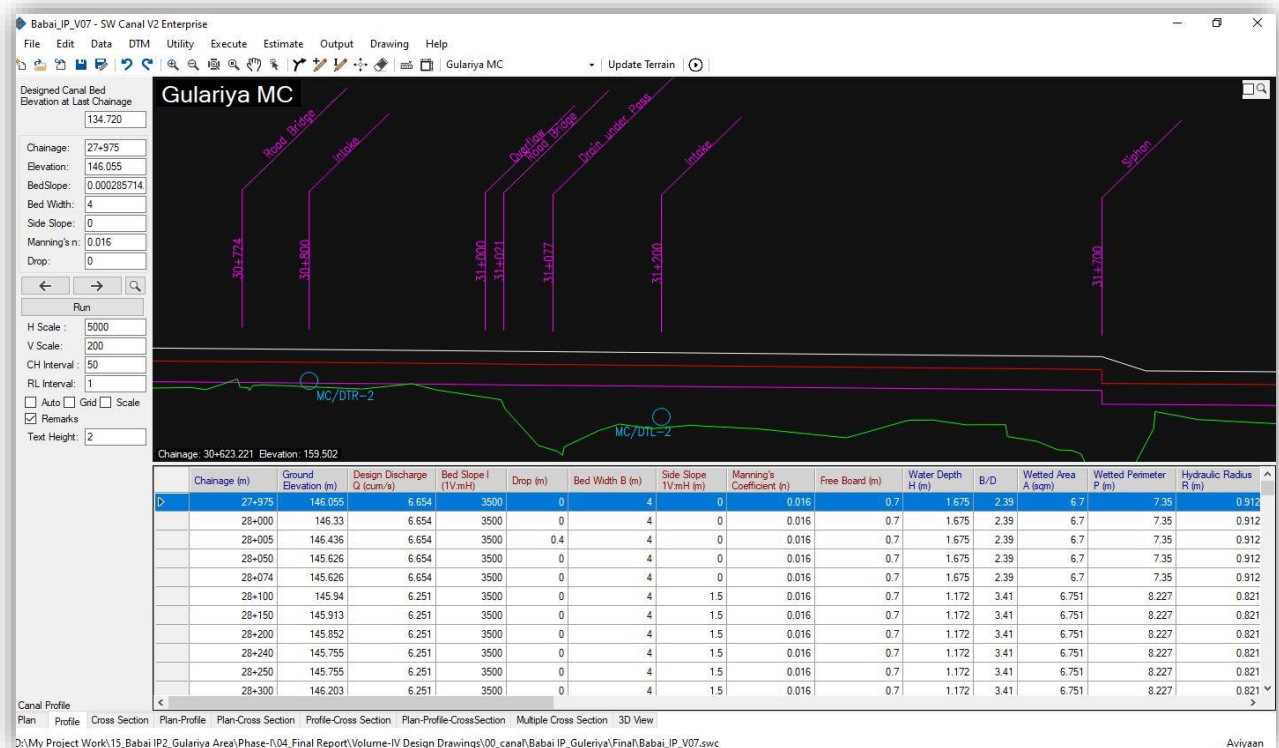 Babai_IP_V07 - SW Canal V2 Enterprise
File Edit Data DTM Utility Execute Estimate Output Drawing Help
Gulariya MC Update Terrain
Designed Canal Bed
Elevation at Last Chainage
134.720
Chainage: 27+975
Elevation: 146.055
BedSlope: 0.000285714
Bed Width: 4
Side Slope: 0
Manning's n: 0.016
Drop: 0
Run
H Scale : 5000
V Scale: 200
CH Interval : 50
RL Interval: 1
Auto Grid Scale
Remarks
Text Height: 2
Gulariya MC
Road Bridge
Intake
Overflow
Road Bridge
Drain under Pass
Intake
Siphon
30+724
30+800
31+000
31+021
31+077
31+200
31+700
MC/DTR-2
MC/DTL-2
Chainage: 30+623.221 Elevation: 159.502
Chainage (m) Ground Elevation (m) Design Discharge Q (cum/s) Bed Slope I (1V:mH) Drop (m) Bed Width B (m) Side Slope 1V:mH (m) Manning's Coefficient (n) Free Board (m) Water Depth H (m) B/D Wetted Area A (sqm) Wetted Perimeter P (m) Hydraulic Radius R (m)
27+975 146.055 6.654 3500 0 4 0 0.016 0.7 1.675 2.39 6.7 7.35 0.912
28+000 146.33 6.654 3500 0 4 0 0.016 0.7 1.675 2.39 6.7 7.35 0.912
28+005 146.436 6.654 3500 0.4 4 0 0.016 0.7 1.675 2.39 6.7 7.35 0.912
28+050 145.626 6.654 3500 0 4 0 0.016 0.7 1.675 2.39 6.7 7.35 0.912
28+074 145.626 6.654 3500 0 4 0 0.016 0.7 1.675 2.39 6.7 7.35 0.912
28+100 145.94 6.251 3500 0 4 1.5 0.016 0.7 1.172 3.41 6.751 8.227 0.821
28+150 145.913 6.251 3500 0 4 1.5 0.016 0.7 1.172 3.41 6.751 8.227 0.821
28+200 145.852 6.251 3500 0 4 1.5 0.016 0.7 1.172 3.41 6.751 8.227 0.821
28+240 145.755 6.251 3500 0 4 1.5 0.016 0.7 1.172 3.41 6.751 8.227 0.821
28+250 145.755 6.251 3500 0 4 1.5 0.016 0.7 1.172 3.41 6.751 8.227 0.821
28+300 146.203 6.251 3500 0 4 1.5 0.016 0.7 1.172 3.41 6.751 8.227 0.821
Canal Profile
Plan Profile Cross Section Plan-Profile Plan-Cross Section Profile-Cross Section Plan-Profile-CrossSection Multiple Cross Section 3D View
D:\My Project Work\15_Babai IP2_Gulariya Area\Phase-I\04_Final Report\Volume-IV Design Drawings\00_canal\Babai IP_Guleriya\Final\Babai_IP_V07.swc Aviyaan